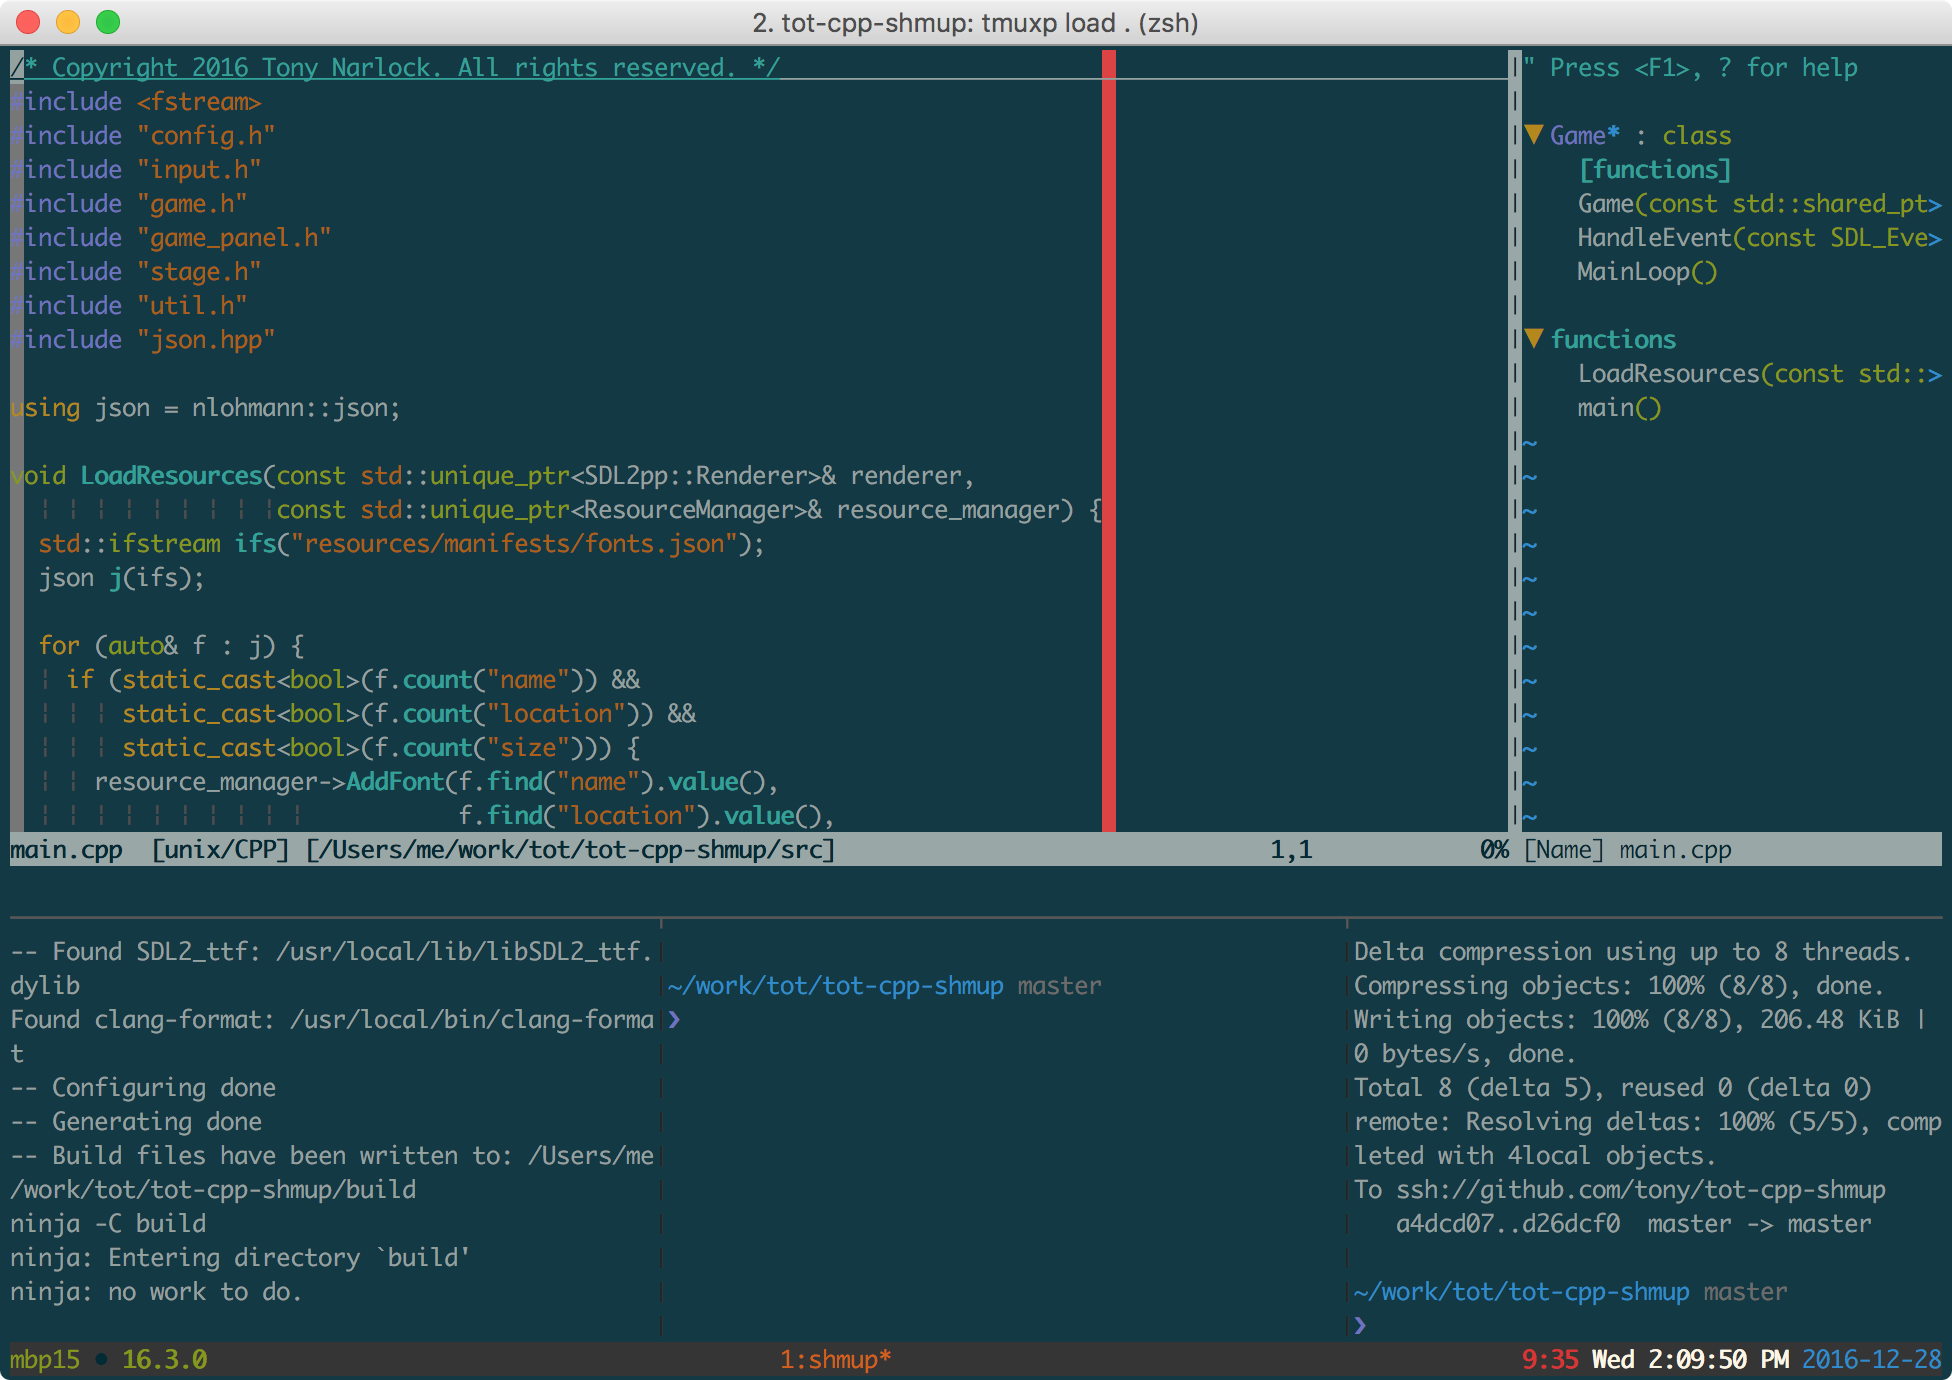 2. tot-cpp-shmup: tmuxp load . (zsh)
/* Copyright 2016 Tony Narlock. All rights reserved. */
#include <fstream>
#include "config.h"
#include "input.h"
#include "game.h"
#include "game_panel.h"
#include "stage.h"
#include "util.h"
#include "json.hpp"
using json = nlohmann::json;
void LoadResources(const std::unique_ptr<SDL2pp::Renderer>& renderer,
const std::unique_ptr<ResourceManager>& resource_manager) {
std::ifstream ifs("resources/manifests/fonts.json");
json j(ifs);
for (auto& f : j) {
if (static_cast<bool>(f.count("name")) &&
static_cast<bool>(f.count("location")) &&
static_cast<bool>(f.count("size"))) {
resource_manager->AddFont(f.find("name").value(),
f.find("location").value(),
main.cpp [unix/CPP] [/Users/me/work/tot/tot-cpp-shmup/src] 1,1 0%
" Press <F1>, ? for help
▼ Game* : class
[functions]
Game(const std::shared_pt>
HandleEvent(const SDL_Eve>
MainLoop()
▼ functions
LoadResources(const std::>
main()
~
~
~
~
~
~
~
~
~
~
~
~
[Name] main.cpp
-- Found SDL2_ttf: /usr/local/lib/libSDL2_ttf.
dylib
Found clang-format: /usr/local/bin/clang-forma
t
-- Configuring done
-- Generating done
-- Build files have been written to: /Users/me
/work/tot/tot-cpp-shmup/build
ninja -C build
ninja: Entering directory `build'
ninja: no work to do.
~/work/tot/tot-cpp-shmup master
❯
Delta compression using up to 8 threads.
Compressing objects: 100% (8/8), done.
Writing objects: 100% (8/8), 206.48 KiB |
0 bytes/s, done.
Total 8 (delta 5), reused 0 (delta 0)
remote: Resolving deltas: 100% (5/5), comp
leted with 4local objects.
To ssh://github.com/tony/tot-cpp-shmup
a4dcd07..d26dcf0 master -> master
~/work/tot/tot-cpp-shmup master
❯
mbp15 • 16.3.0 1:shmup* 9:35 Wed 2:09:50 PM 2016-12-28